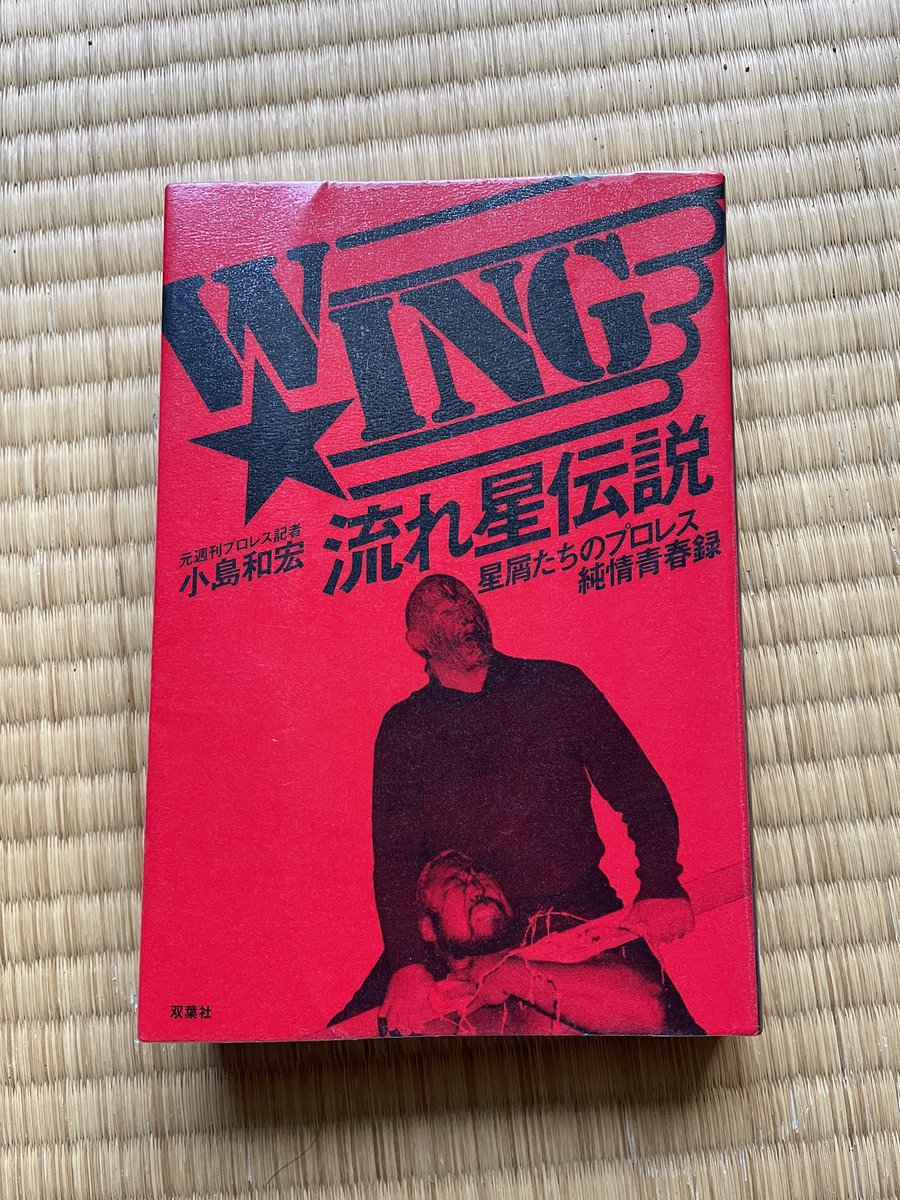 W★ING
流れ星伝説
星屑たちのプロレス
純情青春録
元週刊プロレス記者
小島和宏
双葉社